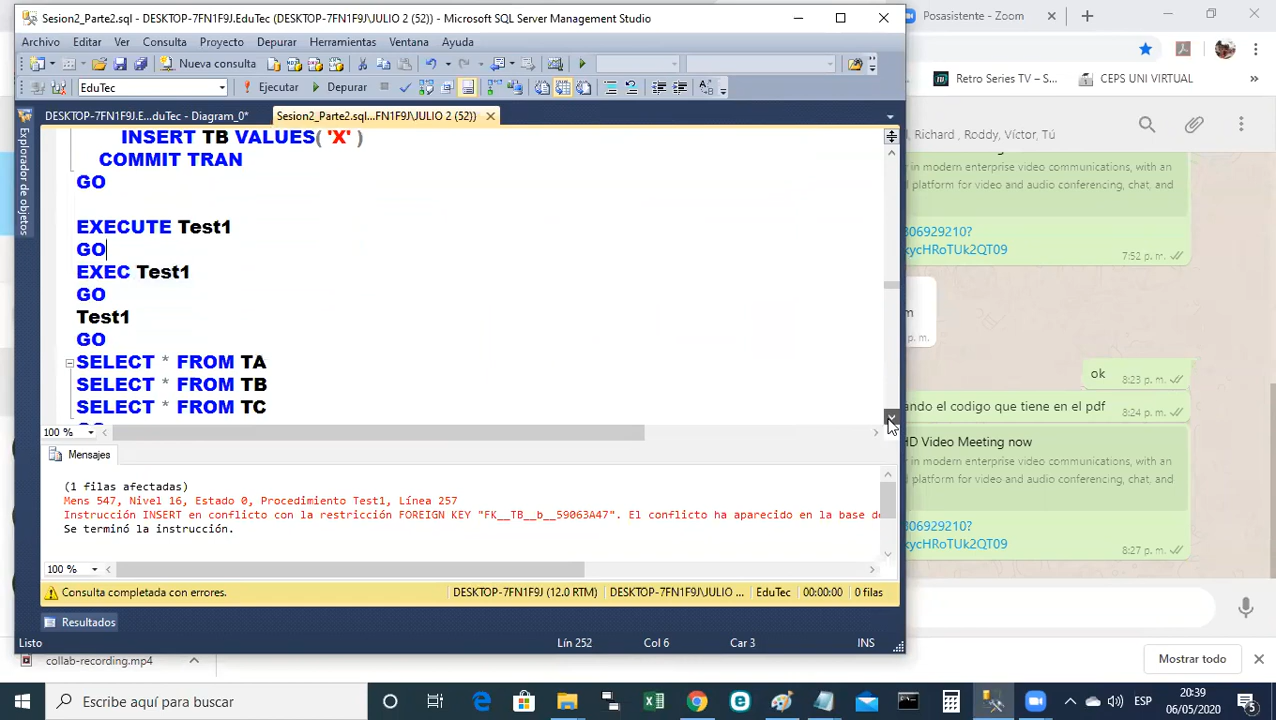 Sesion2_Parte2.sql - DESKTOP-7FN1F9J.EduTec (DESKTOP-7FN1F9J\JULIO 2 (52)) - Microsoft SQL Server Management Studio
Posasistente - Zoom
Archivo Editar Ver Consulta Proyecto Depurar Herramientas Ventana Ayuda
Nueva consulta
Retro Series TV – S...
CEPS UNI VIRTUAL
EduTec
Ejecutar
Depurar
DESKTOP-7FN1F9J.E...duTec - Diagram_0*
Sesion2_Parte2.sql...FN1F9J\JULIO 2 (52))
Explorador de objetos
INSERT TB VALUES( 'X' )
COMMIT TRAN
GO
EXECUTE Test1
GO
EXEC Test1
GO
Test1
GO
SELECT * FROM TA
SELECT * FROM TB
SELECT * FROM TC
100 %
Mensajes
(1 filas afectadas)
Mens 547, Nivel 16, Estado 0, Procedimiento Test1, Línea 257
Instrucción INSERT en conflicto con la restricción FOREIGN KEY "FK__TB__b__59063A47". El conflicto ha aparecido en la base de
Se terminó la instrucción.
100 %
Consulta completada con errores.
DESKTOP-7FN1F9J (12.0 RTM)
DESKTOP-7FN1F9J\JULIO ...
EduTec
00:00:00
0 filas
Resultados
Listo
Lín 252
Col 6
Car 3
INS
, Richard , Roddy, Víctor, Tú
r in modern enterprise video communications, with an
d platform for video and audio conferencing, chat, and
306929210?
kycHRoTUk2QT09
7:52 p. m.
m
p. m.
ok
8:23 p. m.
ando el codigo que tiene en el pdf
8:24 p. m.
HD Video Meeting now
r in modern enterprise video communications, with an
d platform for video and audio conferencing, chat, and
306929210?
kycHRoTUk2QT09
8:27 p. m.
collab-recording.mp4
Mostrar todo
Escribe aquí para buscar
ESP
20:39
06/05/2020
5